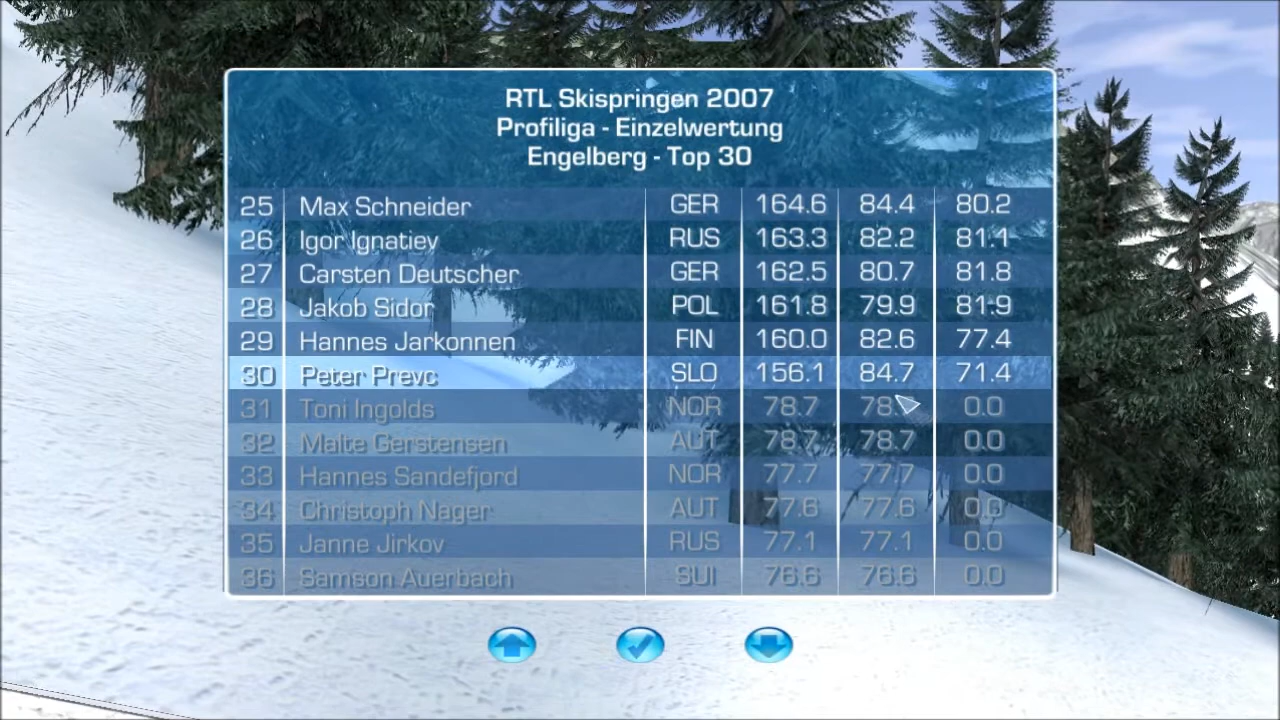 RTL Skispringen 2007
Profiliga - Einzelwertung
Engelberg - Top 30
25 Max Schneider GER 164.6 84.4 80.2
26 Igor Ignatiev RUS 163.3 82.2 81.1
27 Carsten Deutscher GER 162.5 80.7 81.8
28 Jakob Sidor POL 161.8 79.9 81.9
29 Hannes Jarkonnen FIN 160.0 82.6 77.4
30 Peter Prevc SLO 156.1 84.7 71.4
31 Toni Ingolds NOR 78.7 0.0
32 Malte Gerstensen AUT 78.7 78.7 0.0
33 Hannes Sandefjord NOR 77.7 77.7 0.0
34 Christoph Nager AUT 77.6 77.6 0.0
35 Janne Jirkov RUS 77.1 77.1 0.0
36 Samson Auerbach SUI 76.6 76.6 0.0